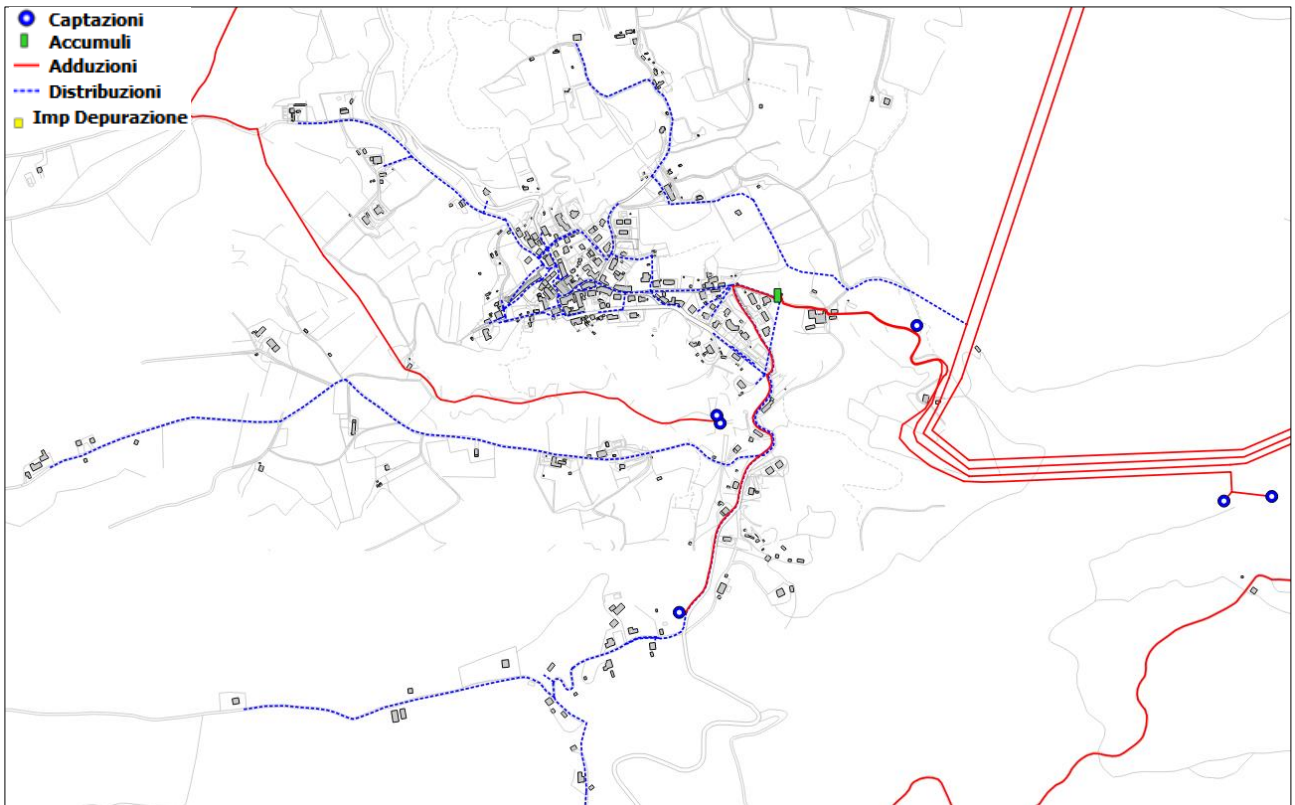 Captazioni
Accumuli
Adduzioni
Distribuzioni
Imp Depurazione